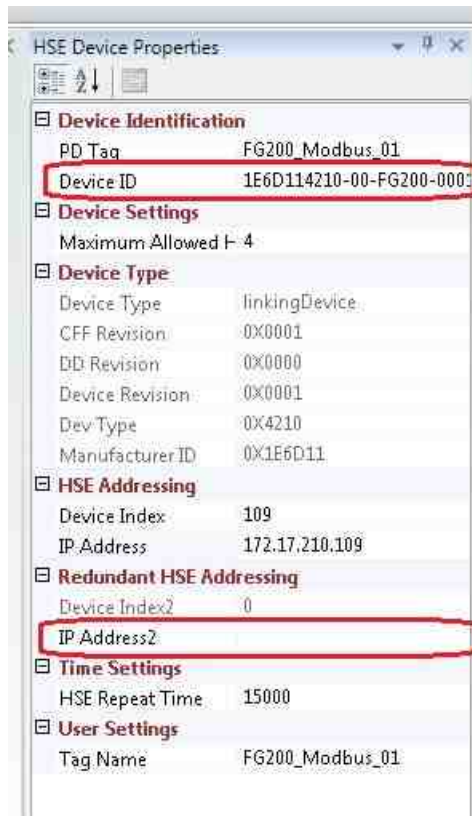 HSE Device Properties
Device Identification
PD Tag FG200_Modbus_01
Device ID 1E6D114210-00-FG200-0001
Device Settings
Maximum Allowed H 4
Device Type
Device Type linkingDevice
CFF Revision 0X0001
DD Revision 0X0000
Device Revision 0X0001
Dev Type 0X4210
Manufacturer ID 0X1E6D11
HSE Addressing
Device Index 109
IP Address 172.17.210.109
Redundant HSE Addressing
Device Index2 0
IP Address2
Time Settings
HSE Repeat Time 15000
User Settings
Tag Name FG200_Modbus_01